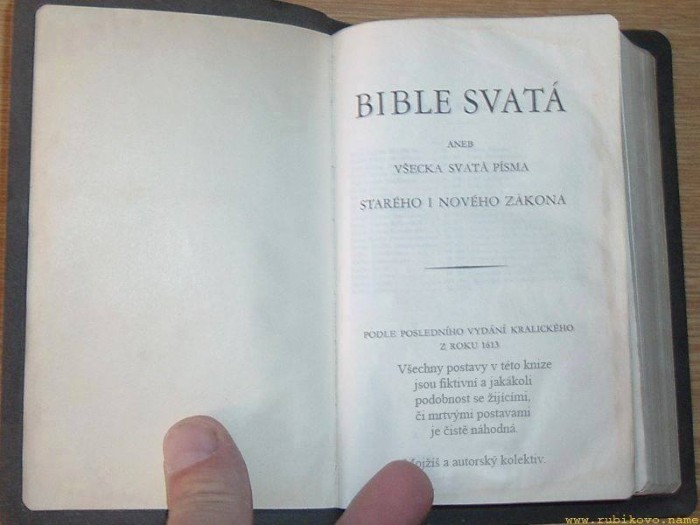 BIBLE SVATÁ
ANEB
VŠECKA SVATÁ PÍSMA
STARÉHO I NOVÉHO ZÁKONA
PODLE POSLEDNÍHO VYDÁNÍ KRALICKÉHO
Z ROKU 1613
Všechny postavy v této knize
jsou fiktivní a jakákoli
podobnost se žijícími,
či mrtvými postavami
je čistě náhodná.
a autorský kolektiv.
www.rubikovo.name